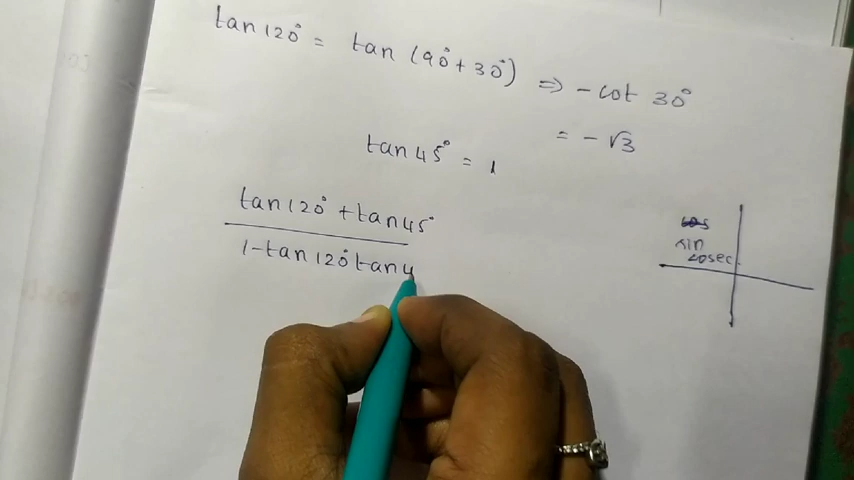 tan 120° = tan (90° + 30°) ⇒ - cot 30°
= - √3
tan 45° = 1
tan 120° + tan 45°
1 - tan 120° tan 4
sin
cosec